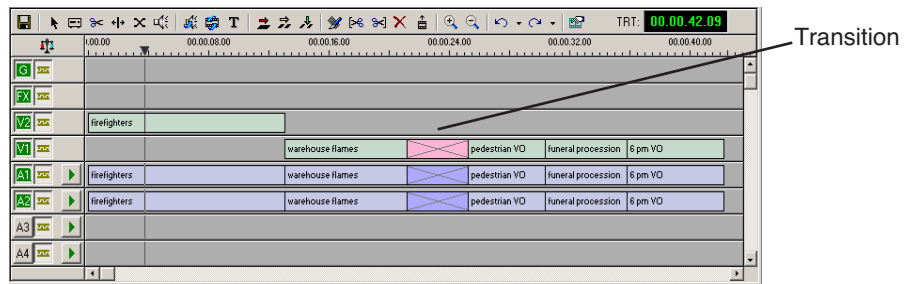 T TRT: 00.00.42.09
Transition
:00.00 00.00.08.00 00.00.16.00 00.00.24.00 00.00.32.00 00.00.40.00
G
FX
V2 firefighters
V1 warehouse flames pedestrian VO funeral procession 6 pm VO
A1 firefighters warehouse flames pedestrian VO funeral procession 6 pm VO
A2 firefighters warehouse flames pedestrian VO funeral procession 6 pm VO
A3
A4